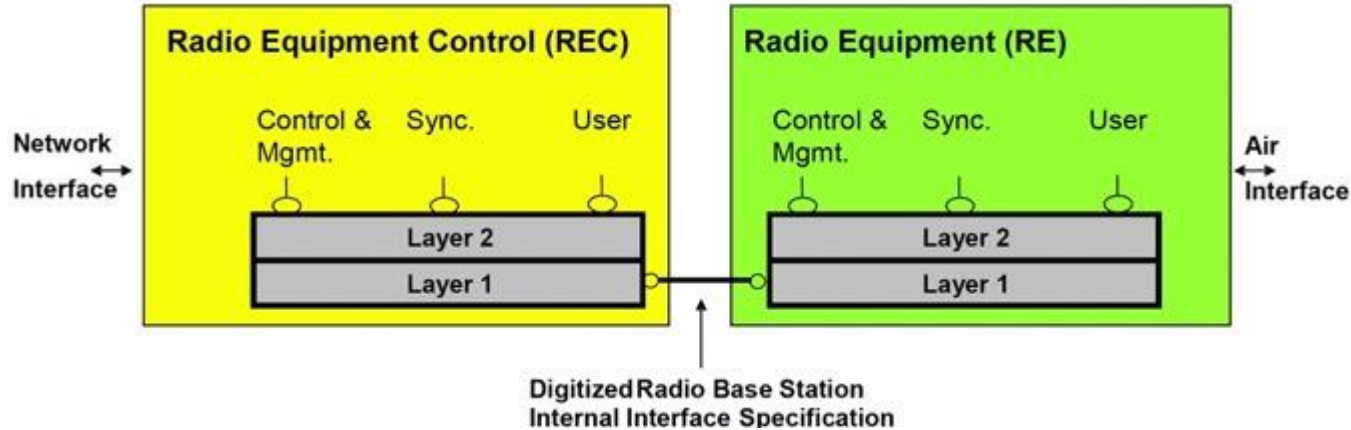 Radio Equipment Control (REC)
Radio Equipment (RE)
Control & Sync. User
Mgmt.
Control & Sync. User
Mgmt.
Network
Interface
Air
Interface
Layer 2
Layer 1
Layer 2
Layer 1
Digitized Radio Base Station
Internal Interface Specification